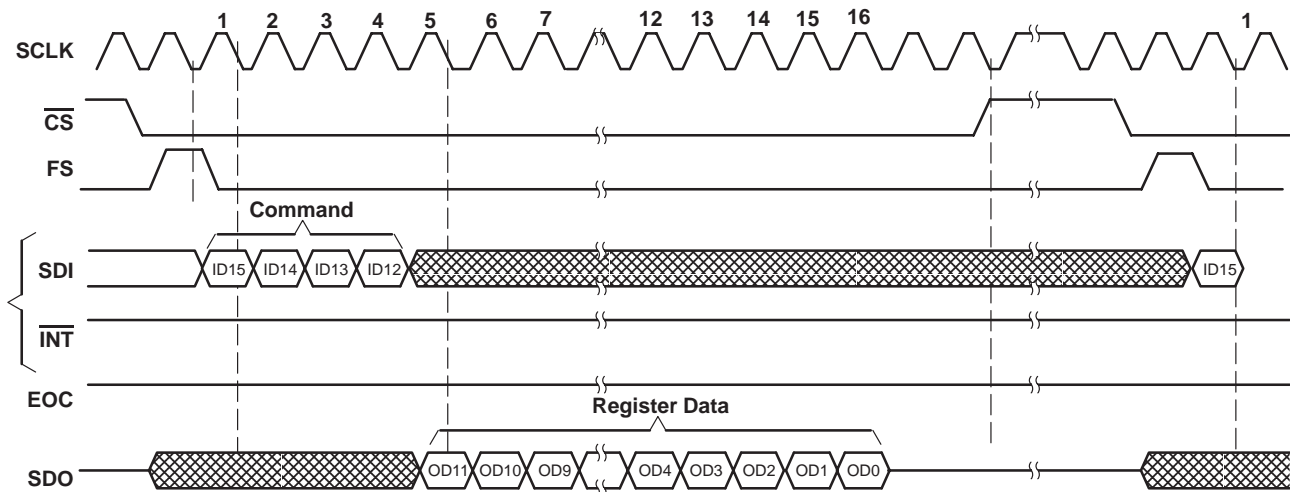 1 2 3 4 5 6 7 12 13 14 15 16 1
SCLK
CS
FS
Command
SDI ID15 ID14 ID13 ID12 ID15
INT
EOC
Register Data
SDO OD11 OD10 OD9 OD4 OD3 OD2 OD1 OD0